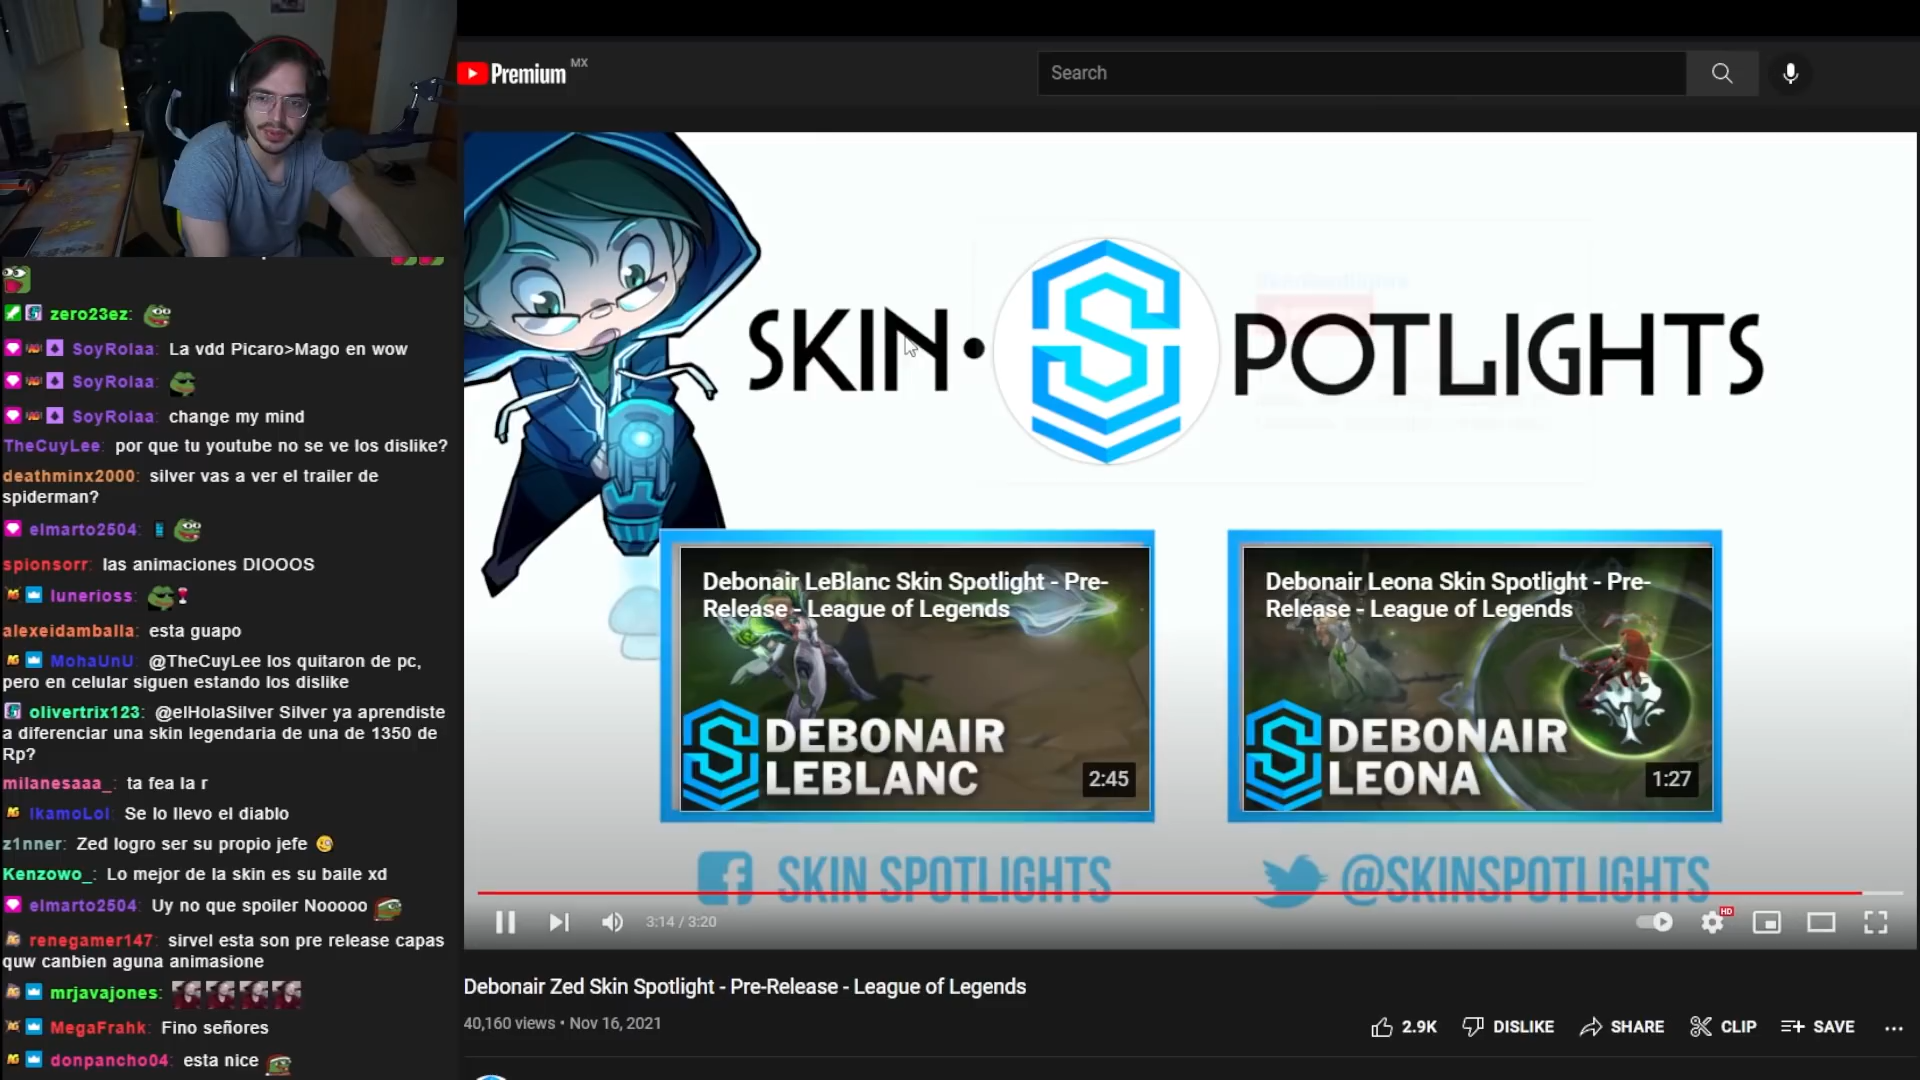 Premium MX
Search
SKIN•SPOTLIGHTS
zero23ez:
SoyRolaa: La vdd Picaro>Mago en wow
SoyRolaa:
SoyRolaa: change my mind
TheCuyLee: por que tu youtube no se ve los dislike?
deathminx2000: silver vas a ver el trailer de
spiderman?
elmarto2504:
spionsorr: las animaciones DIOOOS
lunerioss:
alexeidamballa: esta guapo
MohaUnU: @TheCuyLee los quitaron de pc,
pero en celular siguen estando los dislike
olivertrix123: @elHolaSilver Silver ya aprendiste
a diferenciar una skin legendaria de una de 1350 de
Rp?
milanesaaa_: ta fea la r
IkamoLol: Se lo llevo el diablo
z1nner: Zed logro ser su propio jefe
Kenzowo_: Lo mejor de la skin es su baile xd
elmarto2504: Uy no que spoiler Nooooo
renegamer147: sirvel esta son pre release capas
quw canbien aguna animasione
mrjavajones:
MegaFrahk: Fino señores
donpancho04: esta nice
Debonair LeBlanc Skin Spotlight - Pre-
Release - League of Legends
DEBONAIR
LEBLANC
2:45
Debonair Leona Skin Spotlight - Pre-
Release - League of Legends
DEBONAIR
LEONA
1:27
SKIN SPOTLIGHTS
@SKINSPOTLIGHTS
3:14 / 3:20
HD
Debonair Zed Skin Spotlight - Pre-Release - League of Legends
40,160 views • Nov 16, 2021
2.9K DISLIKE SHARE CLIP SAVE